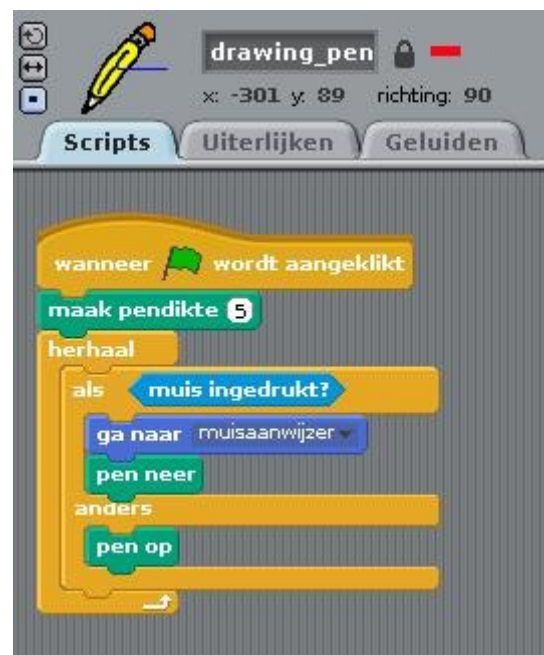 drawing_pen
x: -301 y: 89 richting: 90
Scripts Uiterlijken Geluiden
wanneer wordt aangeklikt
maak pendikte 5
herhaal
als muis ingedrukt?
ga naar muisaanwijzer
pen neer
anders
pen op